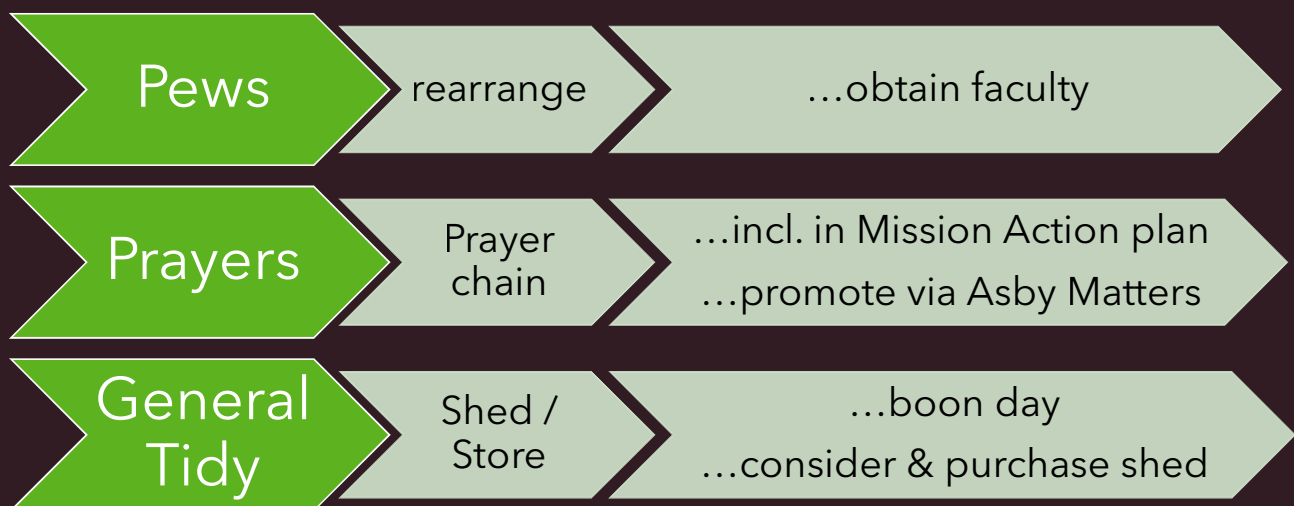 Pews
rearrange
…obtain faculty
Prayers
Prayer
chain
…incl. in Mission Action plan
…promote via Asby Matters
General
Tidy
Shed /
Store
…boon day
…consider & purchase shed